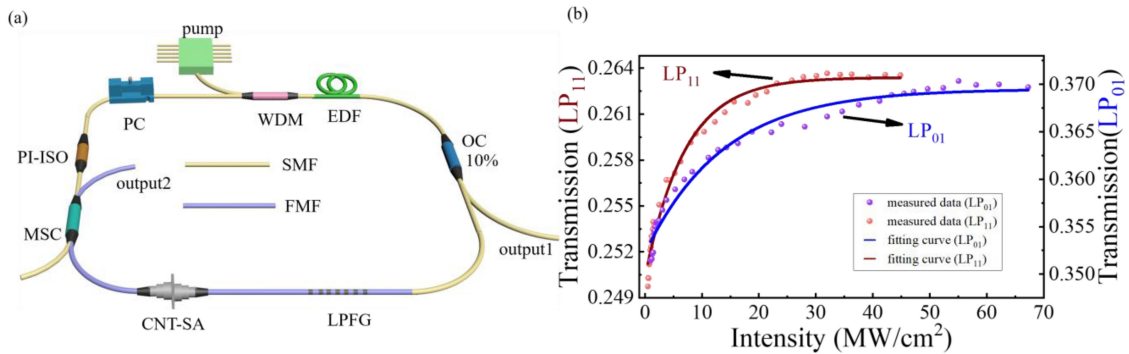 (a)
pump
PC
WDM
EDF
OC
10%
PI-ISO
SMF
output2
FMF
MSC
output1
CNT-SA
LPFG
(b)
Transmission (LP11)
0.264
0.261
0.258
0.255
0.252
0.249
LP11
LP01
measured data (LP01)
measured data (LP11)
fitting curve (LP01)
fitting curve (LP11)
0.370
0.365
0.360
0.355
0.350
Transmission(LP01)
0 10 20 30 40 50 60 70
Intensity (MW/cm²)